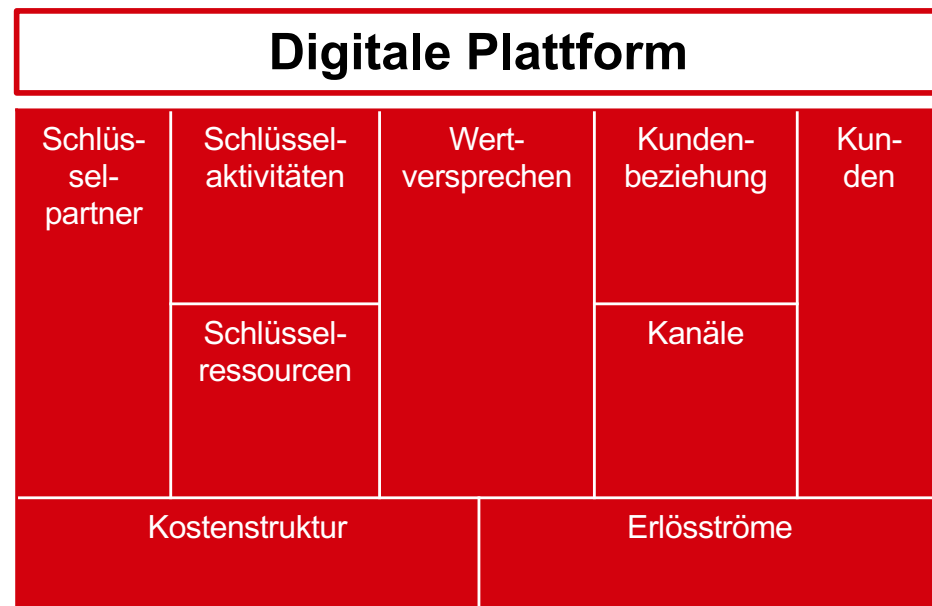 Digitale Plattform
Schlüs-
sel-
partner
Schlüssel-
aktivitäten
Schlüssel-
ressourcen
Wert-
versprechen
Kunden-
beziehung
Kanäle
Kun-
den
Kostenstruktur
Erlösströme